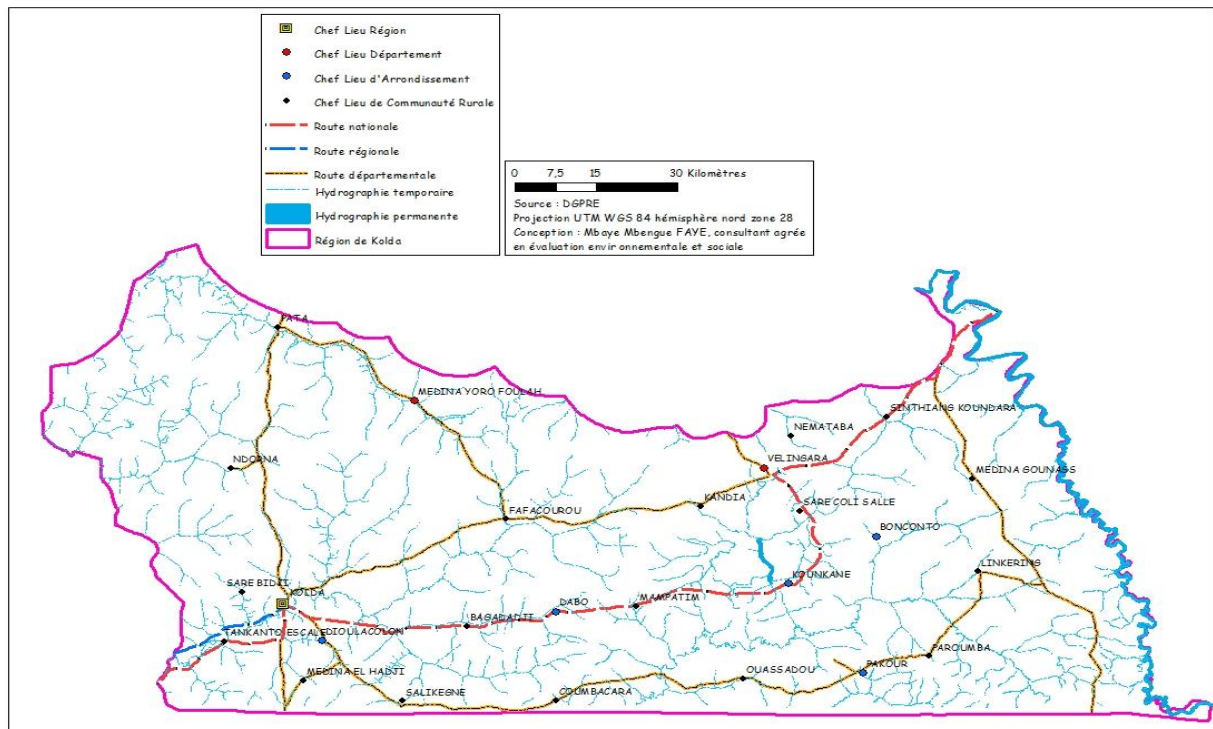 Chef Lieu Région
Chef Lieu Département
Chef Lieu d'Arrondissement
Chef Lieu de Communauté Rurale
Route nationale
Route régionale
Route départementale
Hydrographie temporaire
Hydrographie permanente
Région de Kolda
0 7,5 15 30 Kilomètres
Source : DGPRE
Projection UTM WGS 84 hémisphère nord zone 28
Conception : Mbaye Mbengue FAYE, consultant agrée
en évaluation environnementale et sociale
PATA
MEDINA YORO FOULAH
SINTHIANG KOUNDARA
NEMATABA
NDORNA
VELINGARA
MEDINA GOUNASS
KANDIA
SARE COLI SALLE
FAFACOUROU
BONCONTO
LINKERING
SARE BIDJI
KOUNKANE
KOLDA
DABO
MAMPATIM
BAGADADJI
TANKANTO ESCALE
DIOULACOLON
PAROUMBA
OUASSADOU
PAKOUR
MEDINA EL HADJI
SALIKEGNE
COUMBACARA